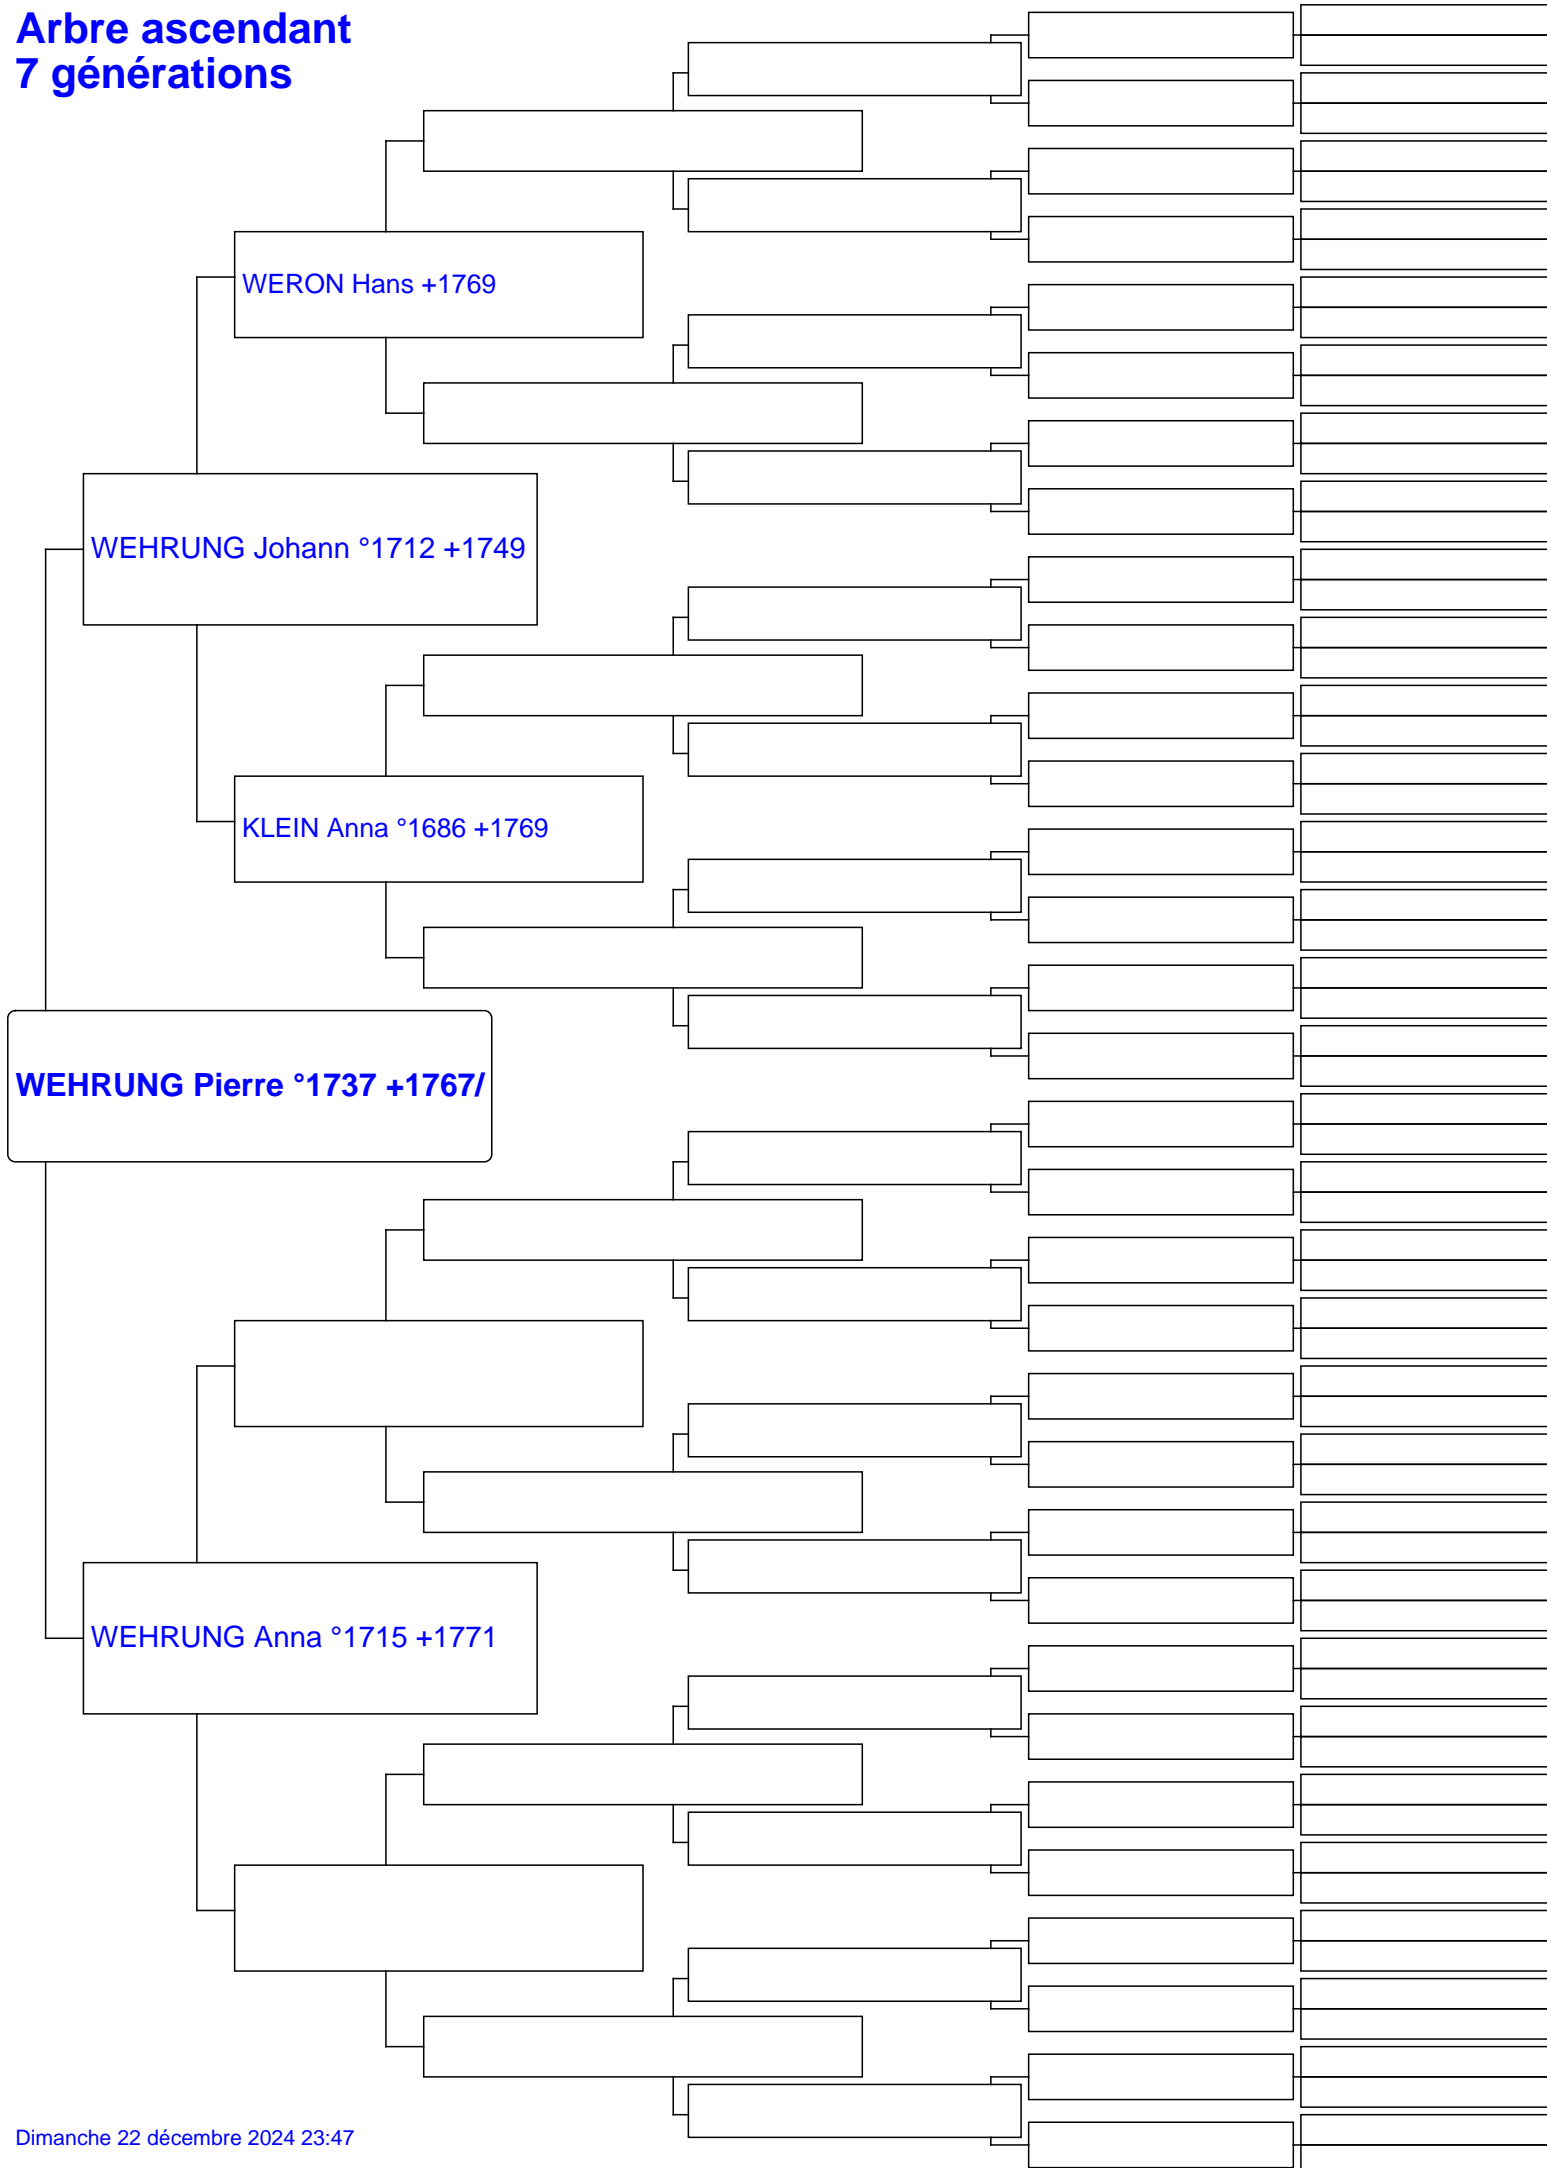 Arbre ascendant
7 générations
WERON Hans +1769
WEHRUNG Johann °1712 +1749
KLEIN Anna °1686 +1769
WEHRUNG Pierre °1737 +1767/
WEHRUNG Anna °1715 +1771
Dimanche 22 décembre 2024 23:47